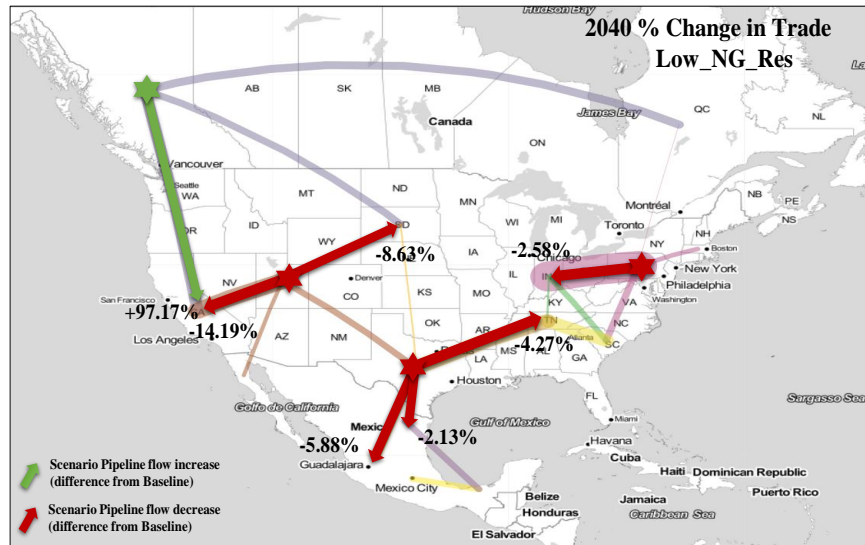 2040 % Change in Trade
Low_NG_Res
Hudson Bay
AB
SK
MB
James Bay
QC
NL
Canada
ON
Vancouver
Seattle
WA
MT
ND
MN
OR
ID
WY
SD
WI
MI
Toronto
Montréal
NB
PE
NS
NH
NY
Boston
-8.63%
-2.58%
Chicago
IA
New York
Philadelphia
Washington
San Francisco
NV
Denver
CO
KS
MO
IL
IN
KY
VA
+97.17%
-14.19%
Los Angeles
AZ
NM
OK
AR
TN
NC
Atlanta
SC
-4.27%
LA
MS
AL
GA
Houston
FL
Miami
Golfo de California
Gulf of Mexico
Sargasso Sea
-5.88%
-2.13%
Guadalajara
Mexico City
Havana
Cuba
Haiti
Dominican Republic
Puerto Rico
Jamaica
Caribbean Sea
Belize
Honduras
El Salvador
Scenario Pipeline flow increase
(difference from Baseline)
Scenario Pipeline flow decrease
(difference from Baseline)